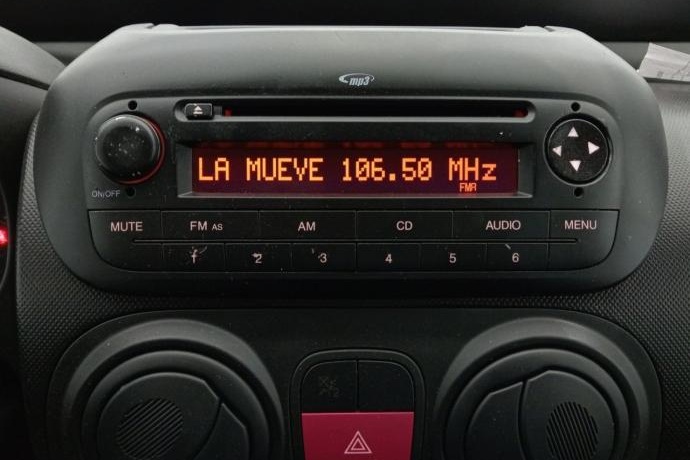 mp3
LA MUEVE 106.50 MHz
FMR
ON/OFF
MUTE FM AS AM CD AUDIO MENU
1 2 3 4 5 6